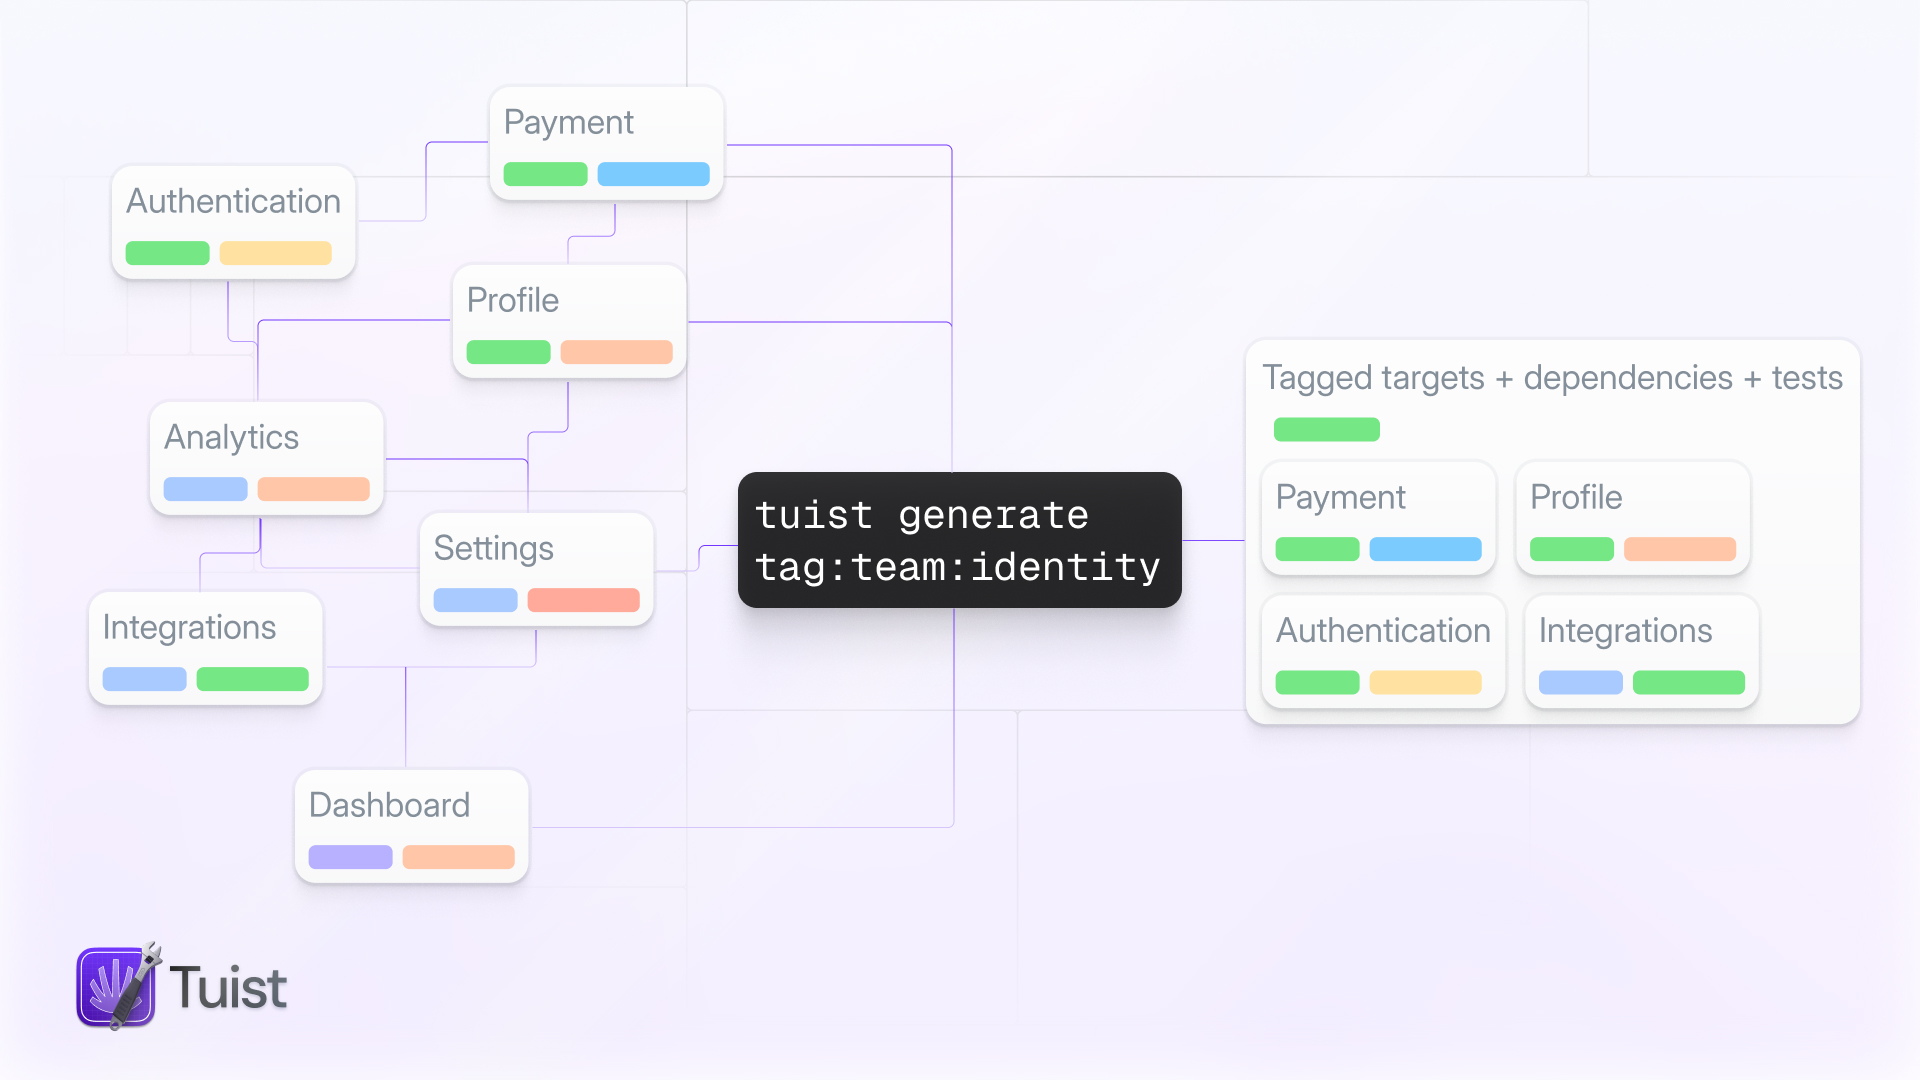 Payment
Authentication
Profile
Analytics
Settings
Integrations
Dashboard
tuist generate
tag:team:identity
Tagged targets + dependencies + tests
Payment
Profile
Authentication
Integrations
Tuist